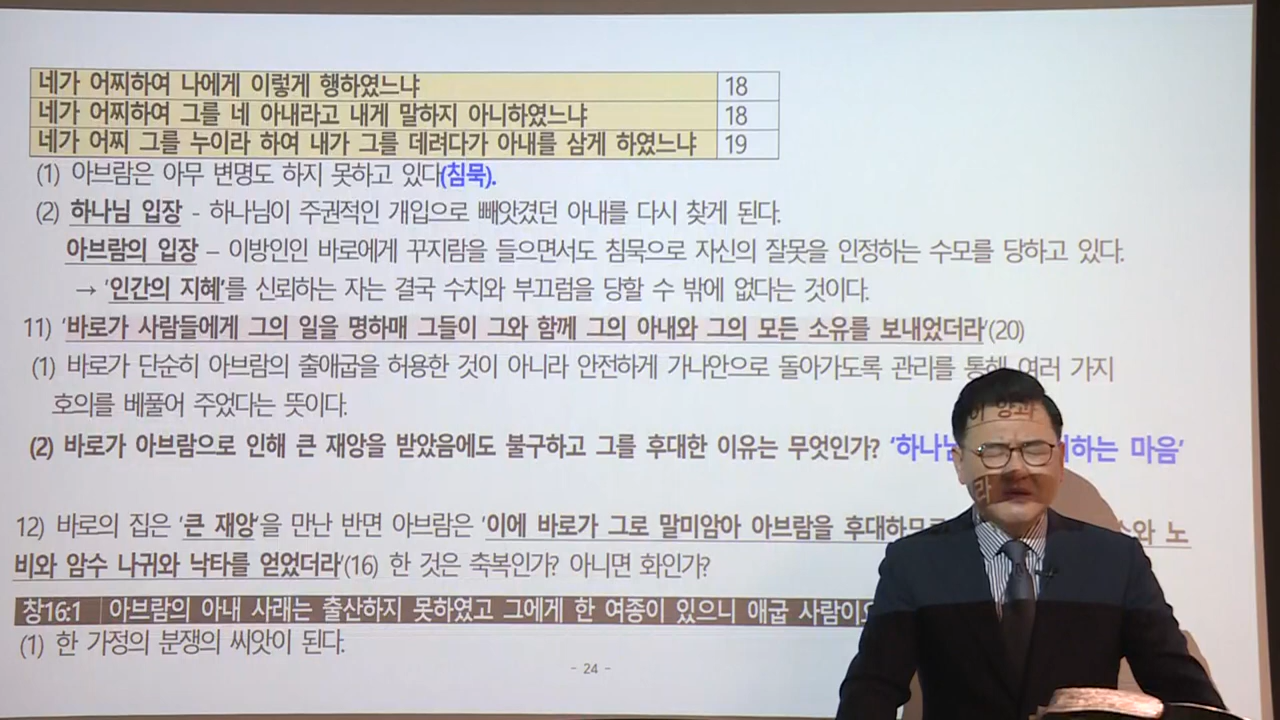 네가 어찌하여 나에게 이렇게 행하였느냐 18
네가 어찌하여 그를 네 아내라고 내게 말하지 아니하였느냐 18
네가 어찌 그를 누이라 하여 내가 그를 데려다가 아내를 삼게 하였느냐 19
(1) 아브람은 아무 변명도 하지 못하고 있다(침묵).
(2) 하나님 입장 - 하나님이 주권적인 개입으로 빼앗겼던 아내를 다시 찾게 된다.
아브람의 입장 – 이방인인 바로에게 꾸지람을 들으면서도 침묵으로 자신의 잘못을 인정하는 수모를 당하고 있다.
→ '인간의 지혜'를 신뢰하는 자는 결국 수치와 부끄럼을 당할 수 밖에 없다는 것이다.
11) '바로가 사람들에게 그의 일을 명하매 그들이 그와 함께 그의 아내와 그의 모든 소유를 보내었더라'(20)
(1) 바로가 단순히 아브람의 출애굽을 허용한 것이 아니라 안전하게 가나안으로 돌아가도록 관리를 통해 여러 가지
호의를 베풀어 주었다는 뜻이다.
(2) 바로가 아브람으로 인해 큰 재앙을 받았음에도 불구하고 그를 후대한 이유는 무엇인가? '하나님 하는 마음'
12) 바로의 집은 '큰 재앙'을 만난 반면 아브람은 '이에 바로가 그로 말미암아 아브람을 후대하므로 노
비와 암수 나귀와 낙타를 얻었더라'(16) 한 것은 축복인가? 아니면 화인가?
창16:1 아브람의 아내 사래는 출산하지 못하였고 그에게 한 여종이 있으니 애굽 사람이요
(1) 한 가정의 분쟁의 씨앗이 된다.
- 24 -